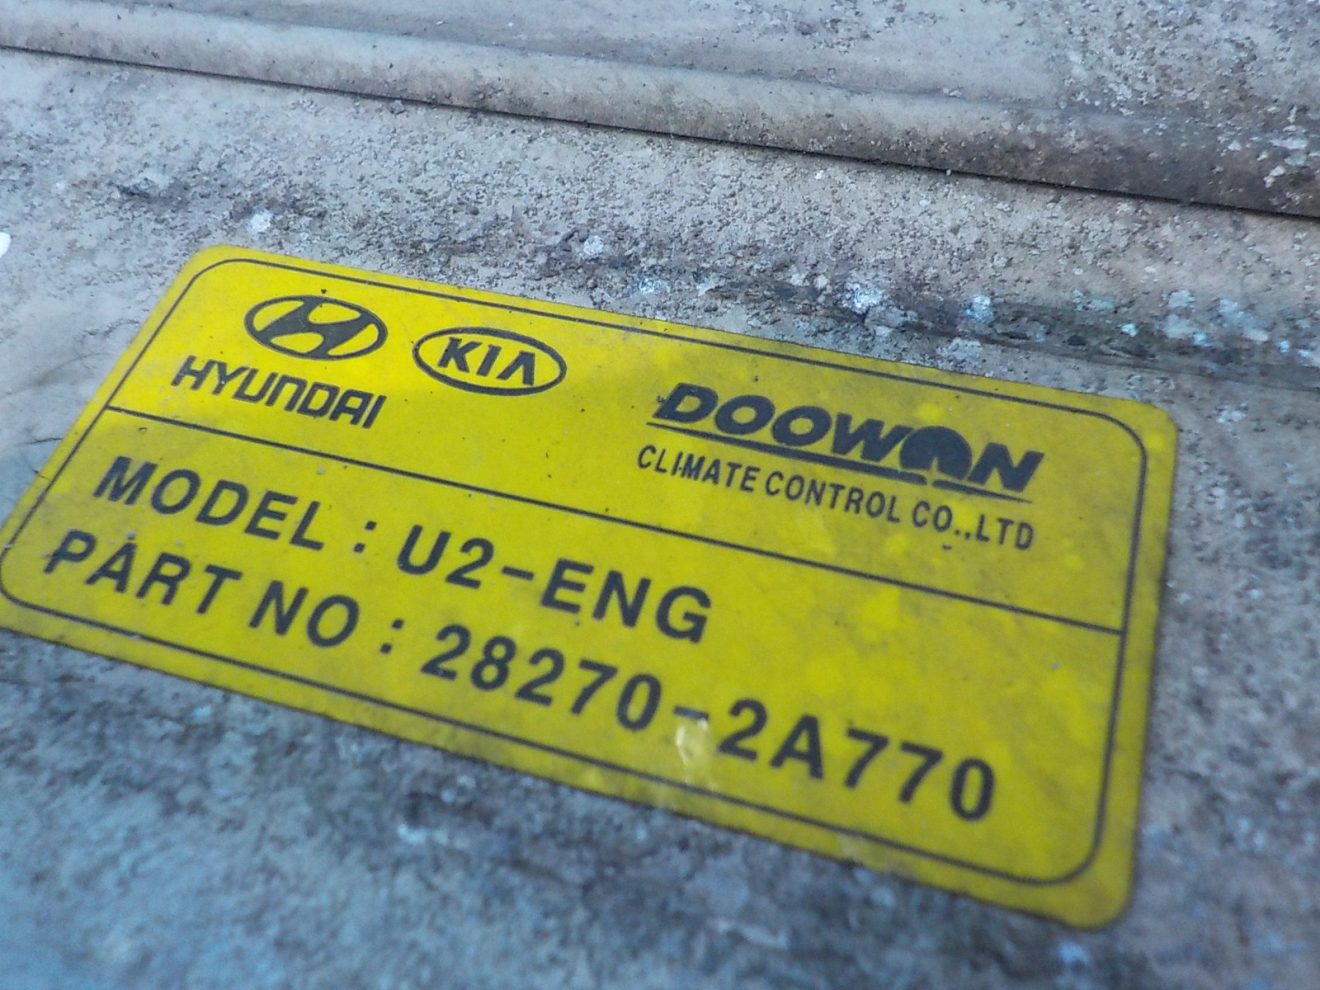 HYUNDAI
KIA
DOOWON
CLIMATE CONTROL CO.,LTD
MODEL : U2-ENG
PART NO : 28270-2A770